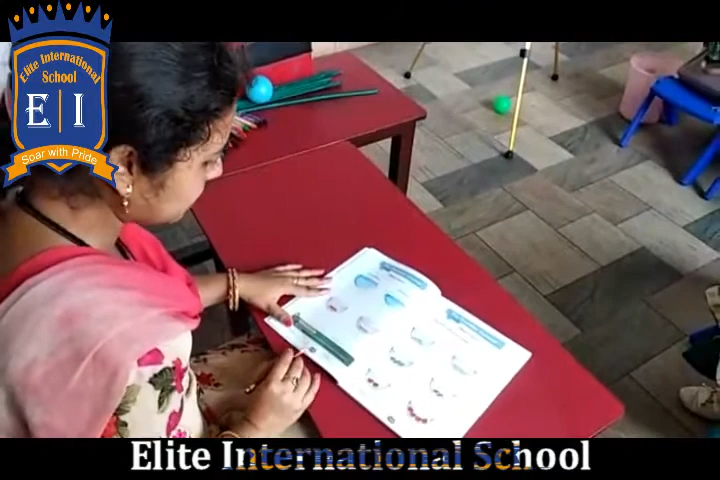 Elite International
School
E I
Soar with Pride
Elite International School